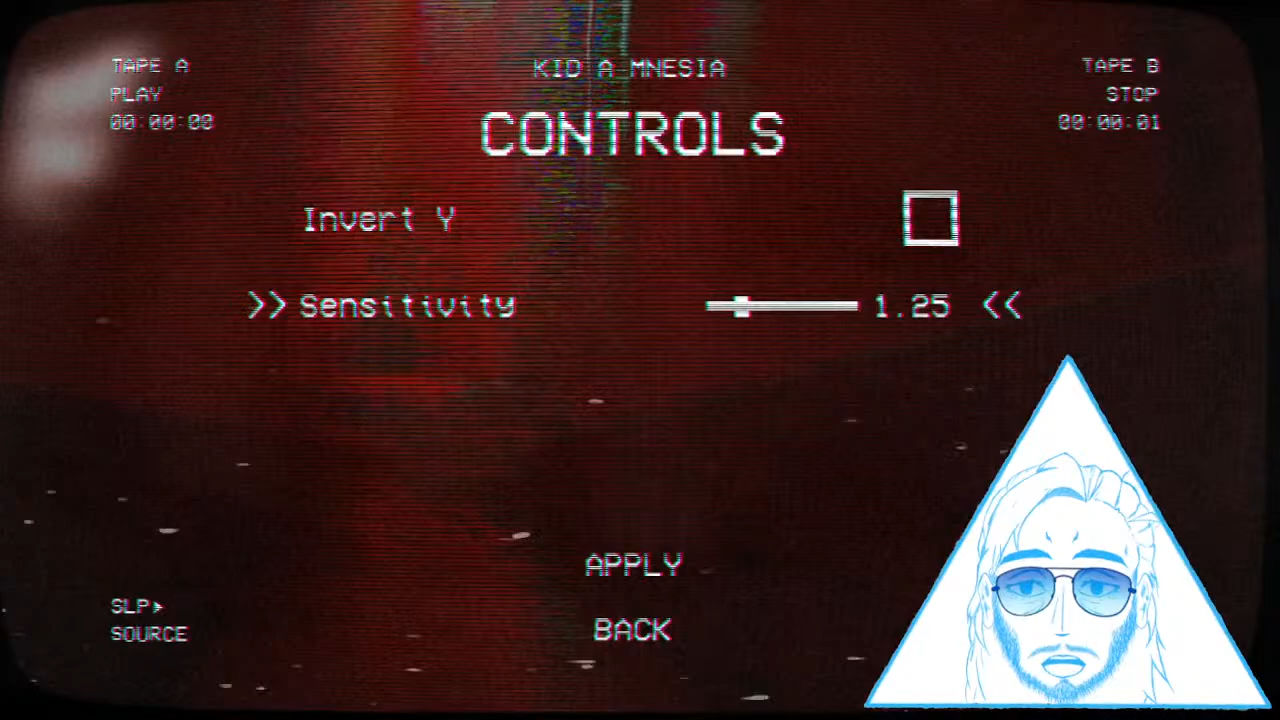 TAPE A
PLAY
00:00:00
KID A MNESIA
TAPE B
STOP
00:00:01
CONTROLS
Invert Y
>> Sensitivity 1.25 <<
APPLY
BACK
SLP▸
SOURCE